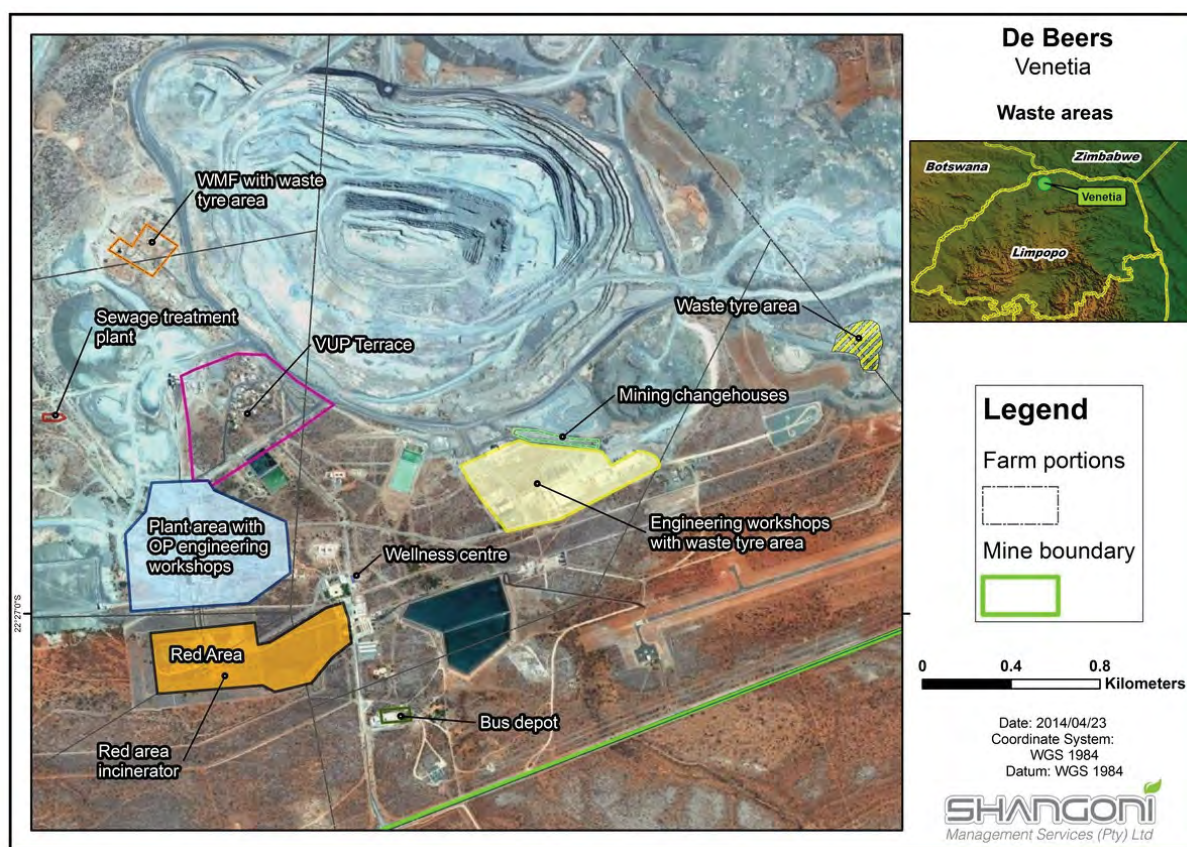 De Beers
Venetia
Waste areas
Botswana
Zimbabwe
Venetia
Limpopo
WMF with waste
tyre area
Sewage treatment
plant
VUP Terrace
Waste tyre area
Mining changehouses
Plant area with
OP engineering
workshops
Engineering workshops
with waste tyre area
Wellness centre
Red Area
Bus depot
Red area
incinerator
22°27'0"S
Legend
Farm portions
Mine boundary
0 0.4 0.8
Kilometers
Date: 2014/04/23
Coordinate System:
WGS 1984
Datum: WGS 1984
SHANGONI
Management Services (Pty) Ltd